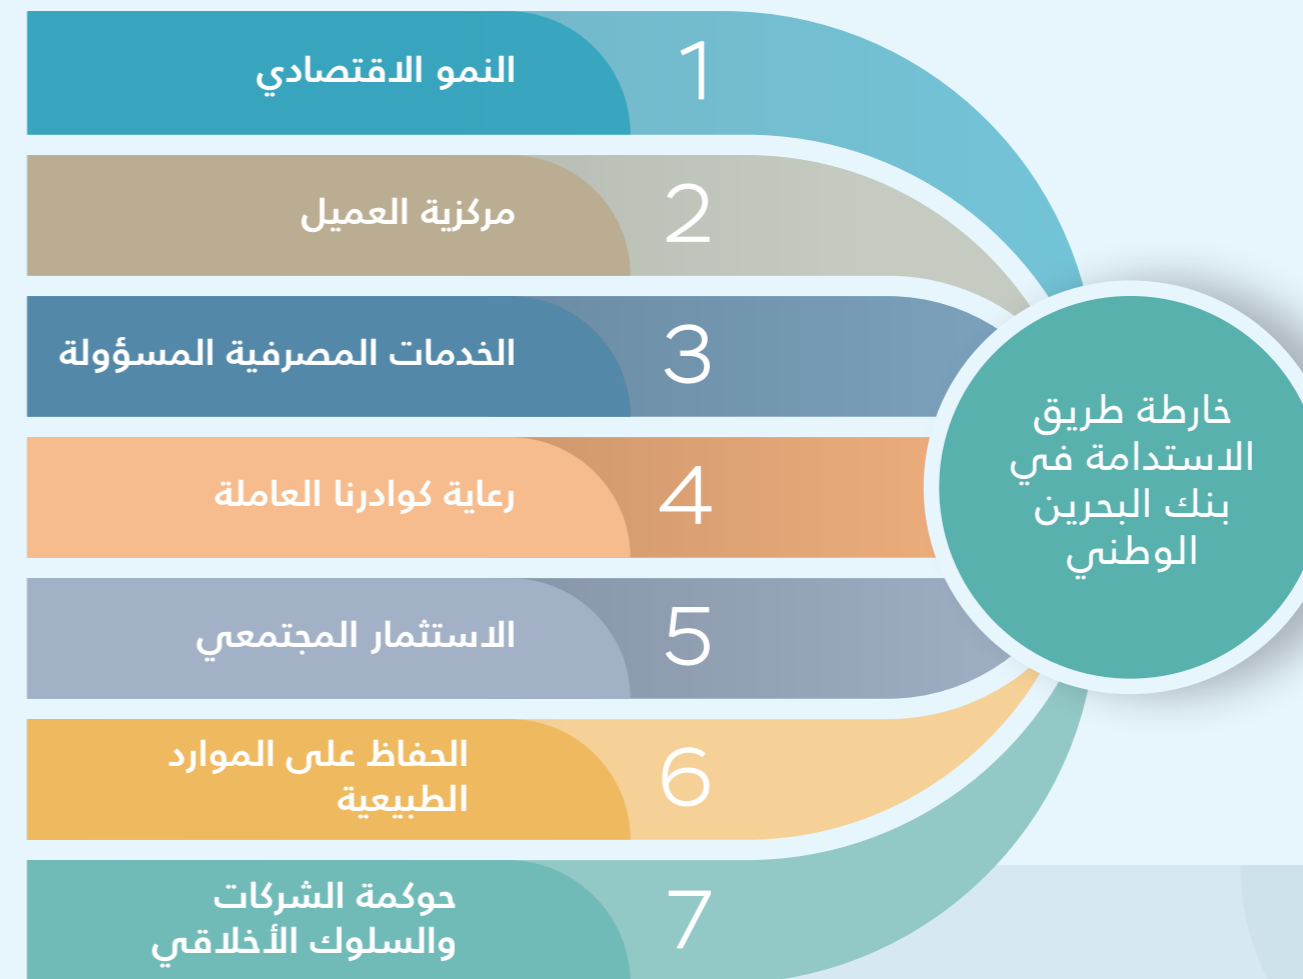 خارطة طريق
الاستدامة في
بنك البحرين
الوطني
1
النمو الاقتصادي
2
مركزية العميل
3
الخدمات المصرفية المسؤولة
4
رعاية كوادرنا العاملة
5
الاستثمار المجتمعي
6
الحفاظ على الموارد
الطبيعية
7
حوكمة الشركات
والسلوك الأخلاقي